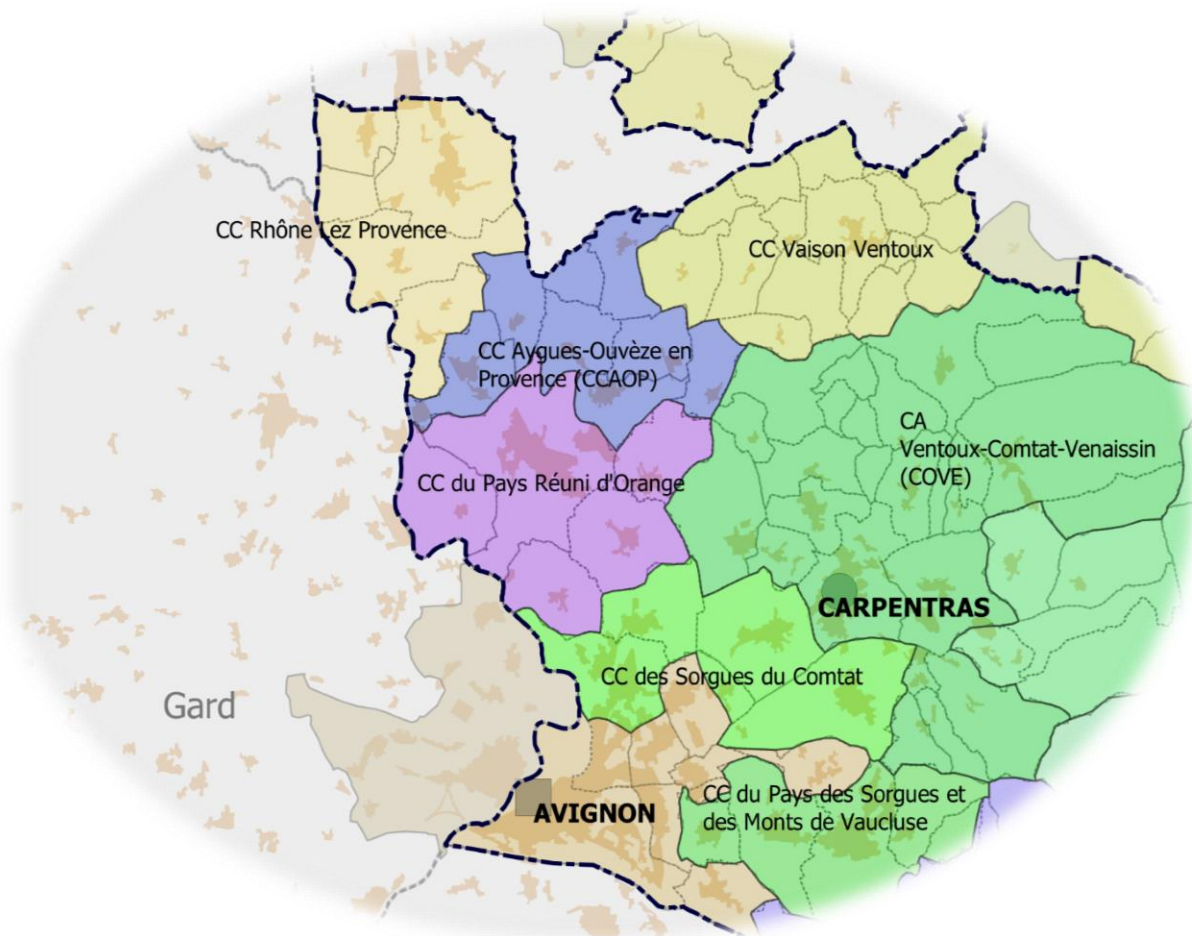 CC Rhône Lez Provence
CC Vaison Ventoux
CC Aygues-Ouvèze en
Provence (CCAOP)
CA
Ventoux-Comtat-Venaissin
(COVE)
CC du Pays Réuni d'Orange
CARPENTRAS
CC des Sorgues du Comtat
Gard
CC du Pays des Sorgues et
des Monts de Vaucluse
AVIGNON